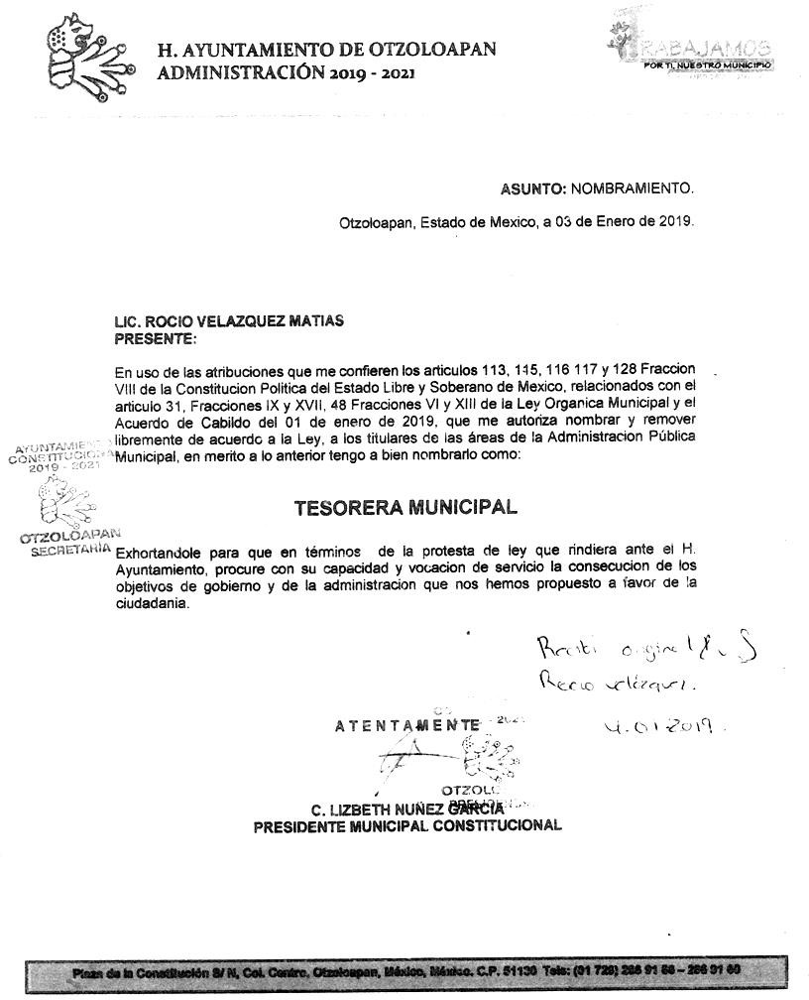 H. AYUNTAMIENTO DE OTZOLOAPAN
ADMINISTRACIÓN 2019 - 2021
TRABAJAMOS
POR TI, NUESTRO MUNICIPIO
ASUNTO: NOMBRAMIENTO.
Otzoloapan, Estado de Mexico, a 03 de Enero de 2019.
LIC. ROCIO VELAZQUEZ MATIAS
PRESENTE:
En uso de las atribuciones que me confieren los articulos 113, 115, 116 117 y 128 Fraccion
VIII de la Constitucion Politica del Estado Libre y Soberano de Mexico, relacionados con el
articulo 31, Fracciones IX y XVII, 48 Fracciones VI y XIII de la Ley Organica Municipal y el
Acuerdo de Cabildo del 01 de enero de 2019, que me autoriza nombrar y remover
libremente de acuerdo a la Ley, a los titulares de las áreas de la Administracion Pública
Municipal, en merito a lo anterior tengo a bien nombrarlo como:
AYUNTAMIENTO
CONSTITUCIONAL
2019 - 2021
OTZOLOAPAN
SECRETARÍA
TESORERA MUNICIPAL
Exhortandole para que en términos de la protesta de ley que rindiera ante el H.
Ayuntamiento, procure con su capacidad y vocacion de servicio la consecucion de los
objetivos de gobierno y de la administracion que nos hemos propuesto a favor de la
ciudadania.
Recibi original
Rocio Velázquez.
4.01.2019.
ATENTAMENTE
OTZOLO
C. LIZBETH NUÑEZ GARCIA
PRESIDENTE MUNICIPAL CONSTITUCIONAL
Plaza de la Constitución S/N, Col. Centro, Otzoloapan, México, México. C.P. 51130 Tels: (01 726) 266 91 60 – 266 91 60